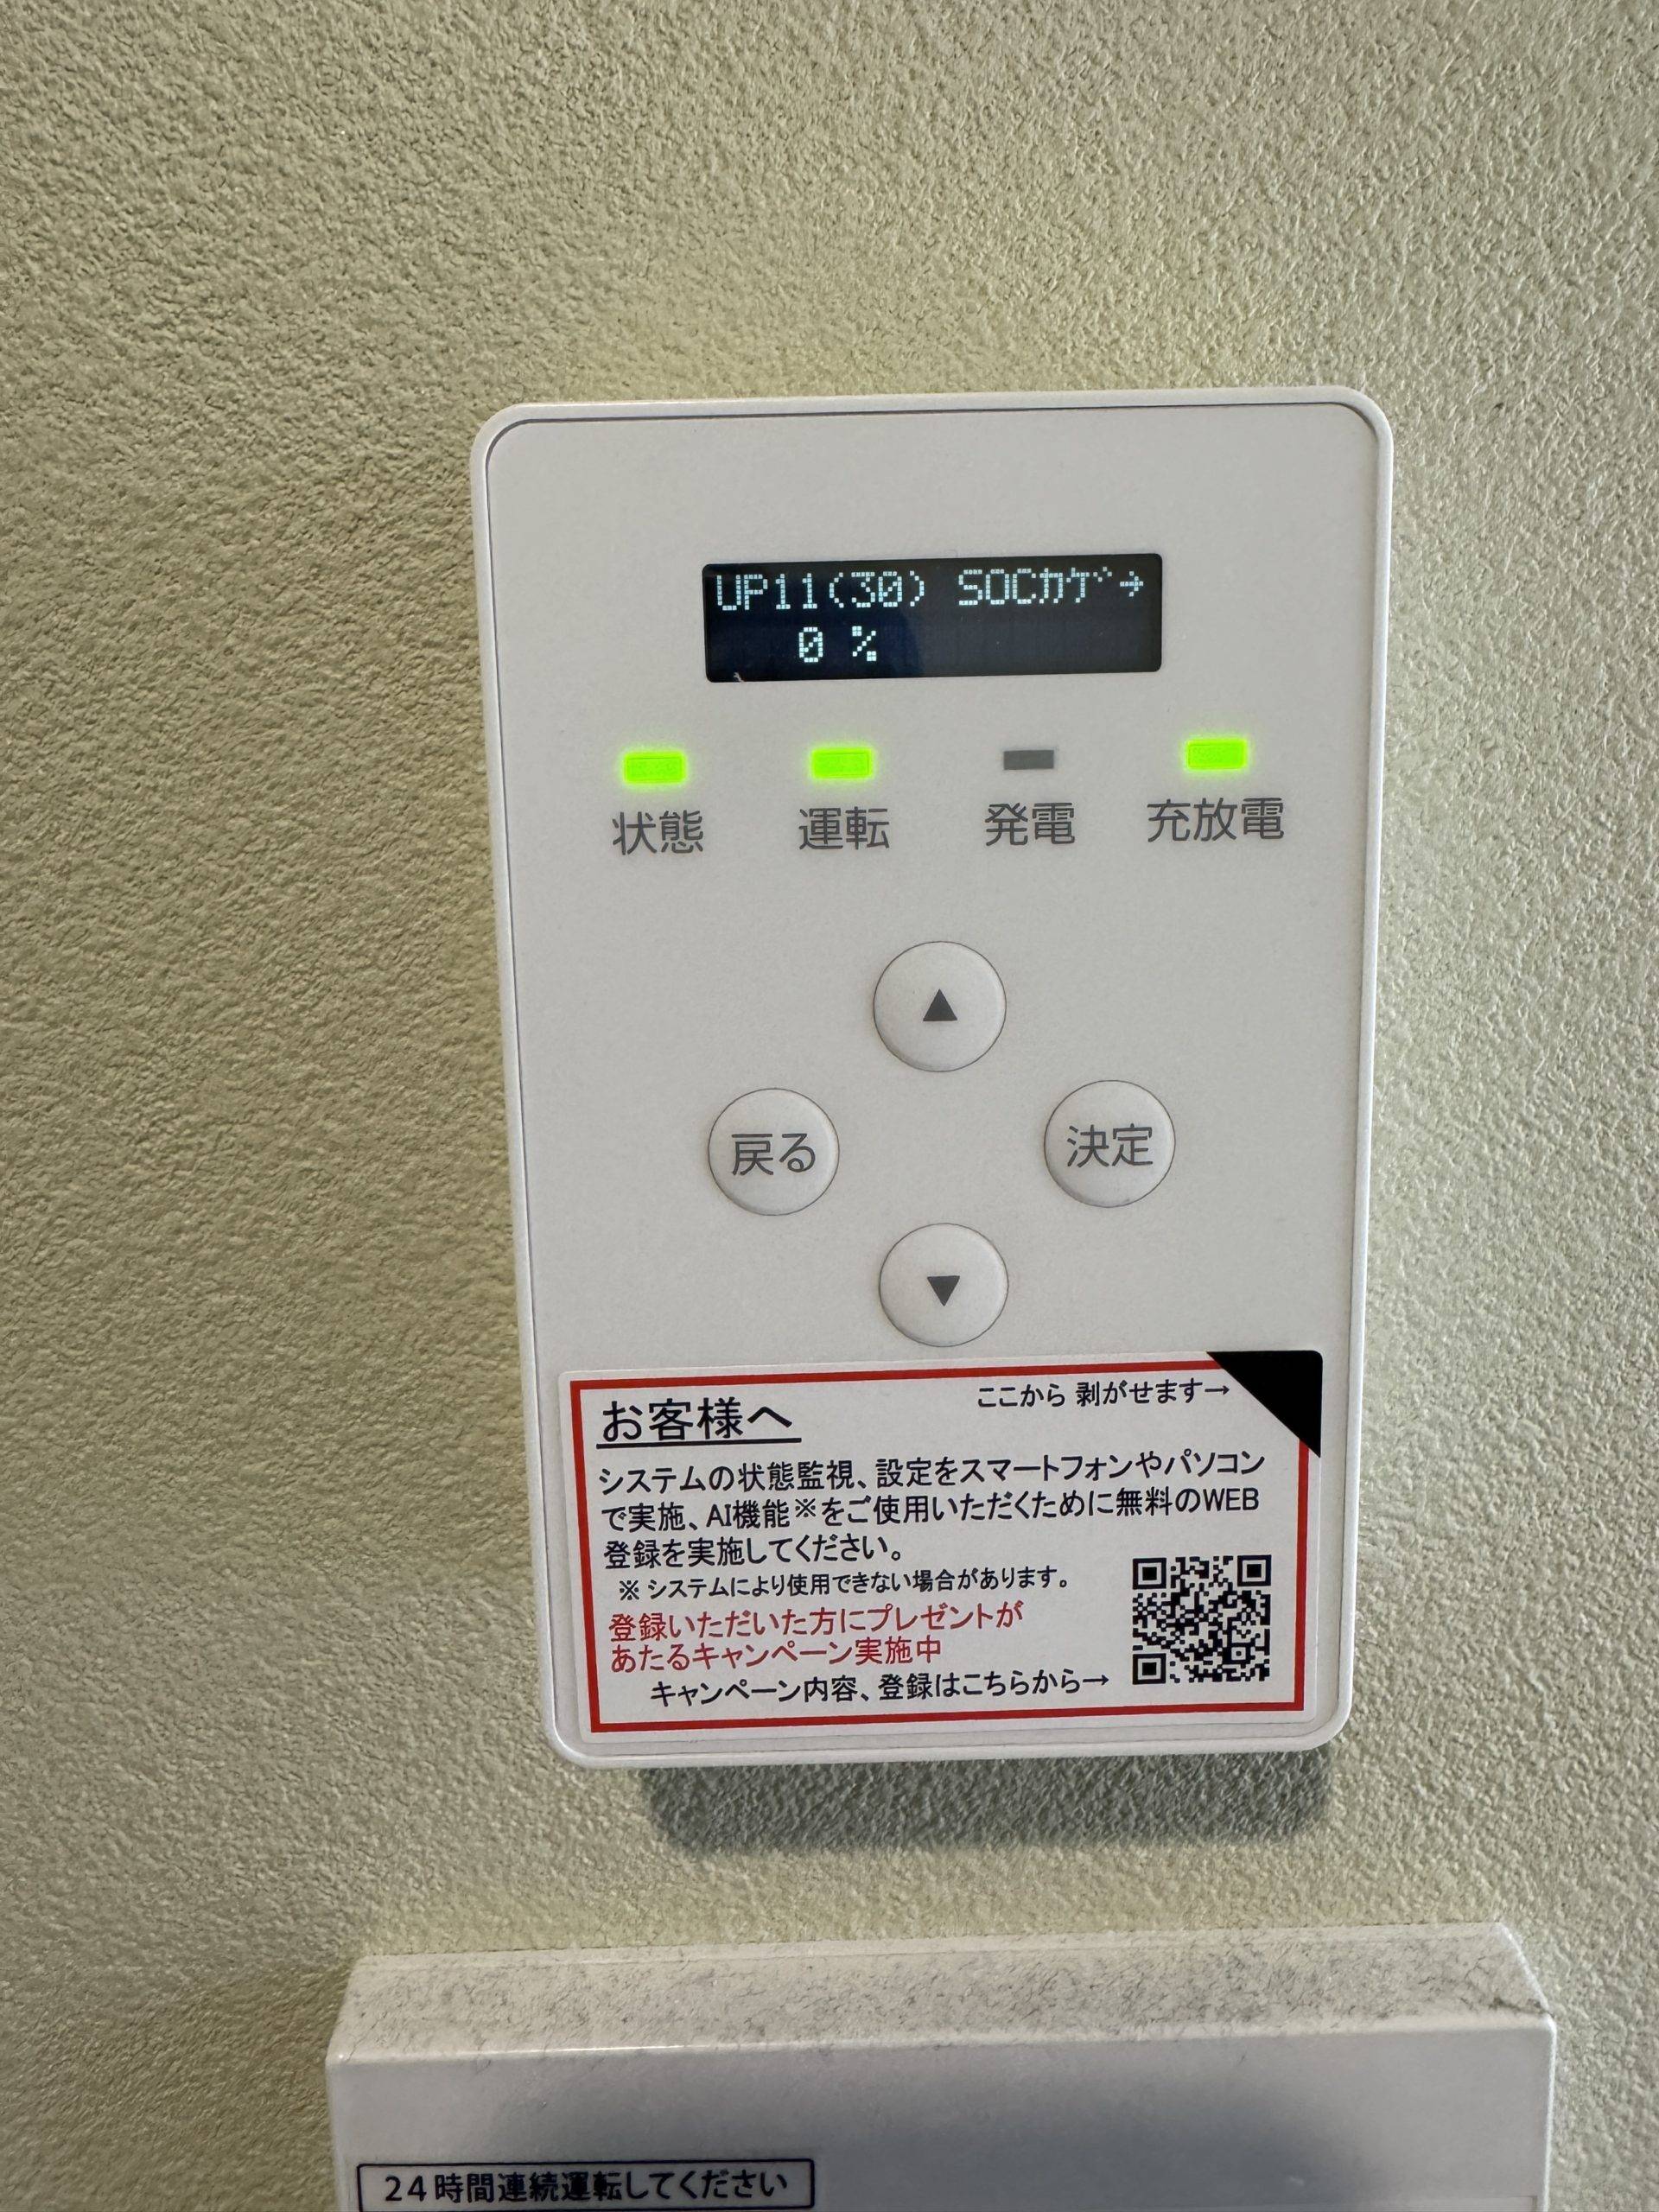 UP11(30) SOCカゲン→
0 %
状態 運転 発電 充放電
▲
戻る 決定
▼
ここから 剥がせます→
お客様へ
システムの状態監視、設定をスマートフォンやパソコン
で実施、AI機能※をご使用いただくために無料のWEB
登録を実施してください。
※ システムにより使用できない場合があります。
登録いただいた方にプレゼントが
あたるキャンペーン実施中
キャンペーン内容、登録はこちらから→
24時間連続運転してください